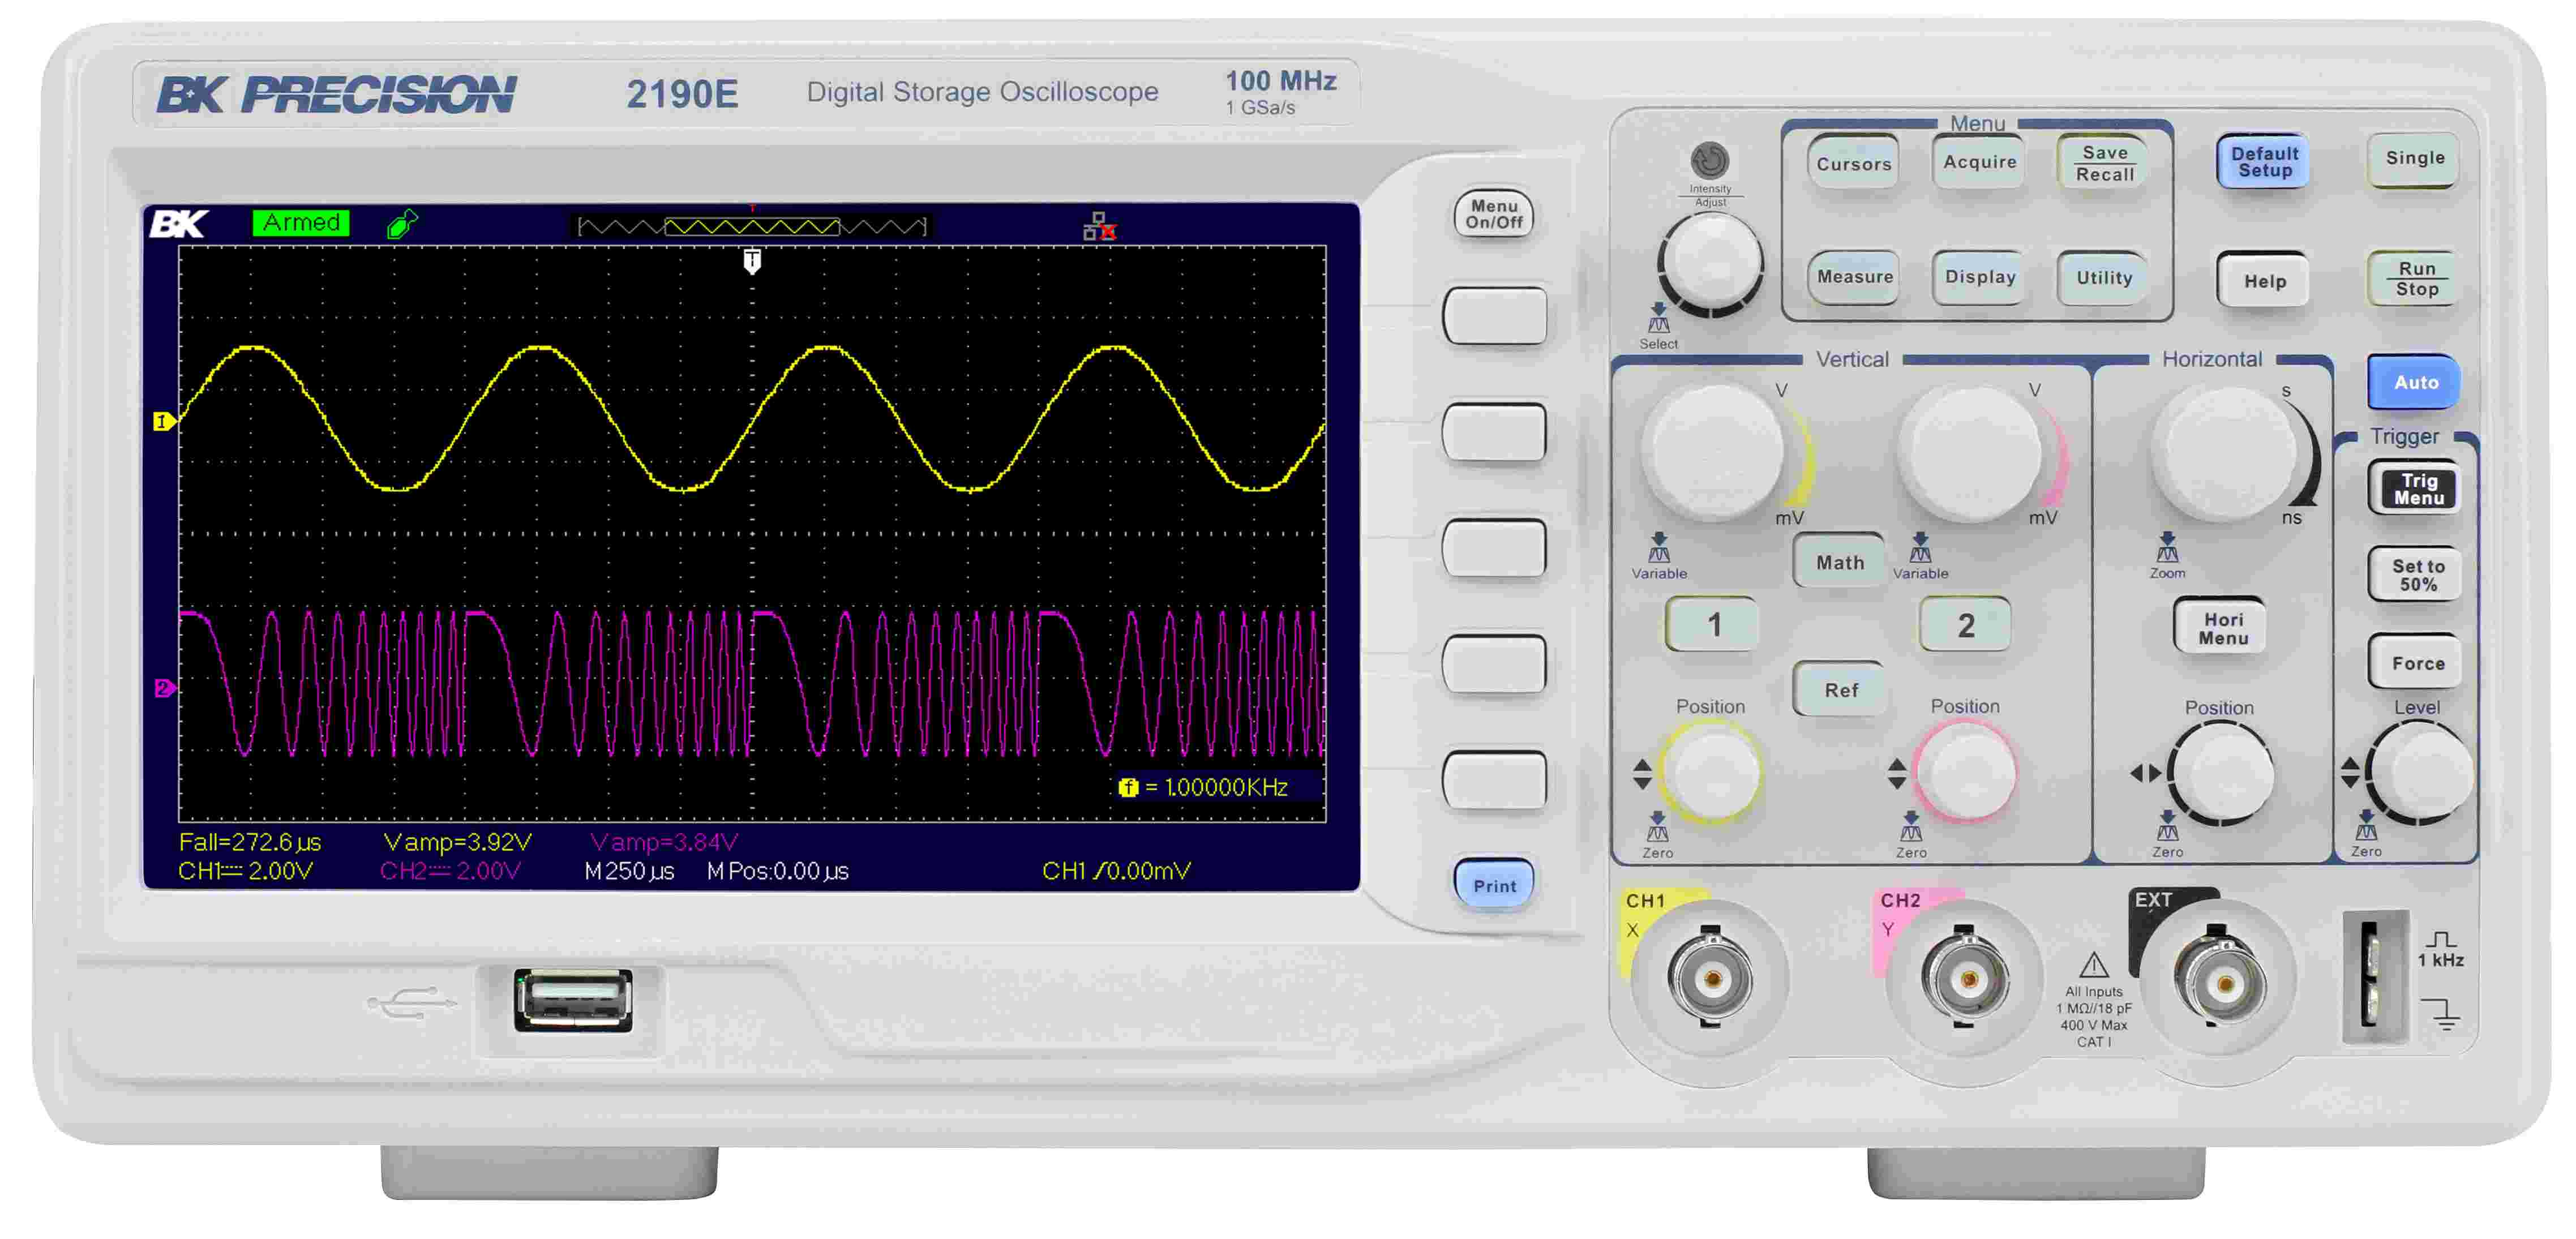 BK PRECISION 2190E Digital Storage Oscilloscope 100 MHz
1 GSa/s
BK Armed
T
T
1
2
f = 1.00000KHz
Fall=272.6µs Vamp=3.92V Vamp=3.84V
CH1 2.00V CH2 2.00V M 250µs M Pos:0.00µs CH1 /0.00mV
Menu
On/Off
Print
Intensity
Adjust
Select
Menu
Cursors
Acquire
Save
Recall
Measure
Display
Utility
Default
Setup
Help
Single
Run
Stop
Auto
Vertical
V
mV
Variable
V
mV
Variable
Math
1
2
Ref
Position
Zero
Position
Zero
Horizontal
s
ns
Zoom
Hori
Menu
Position
Zero
Trigger
Trig
Menu
Set to
50%
Force
Level
Zero
CH1
X
CH2
Y
All Inputs
1 MΩ//18 pF
400 V Max
CAT I
EXT
1 kHz